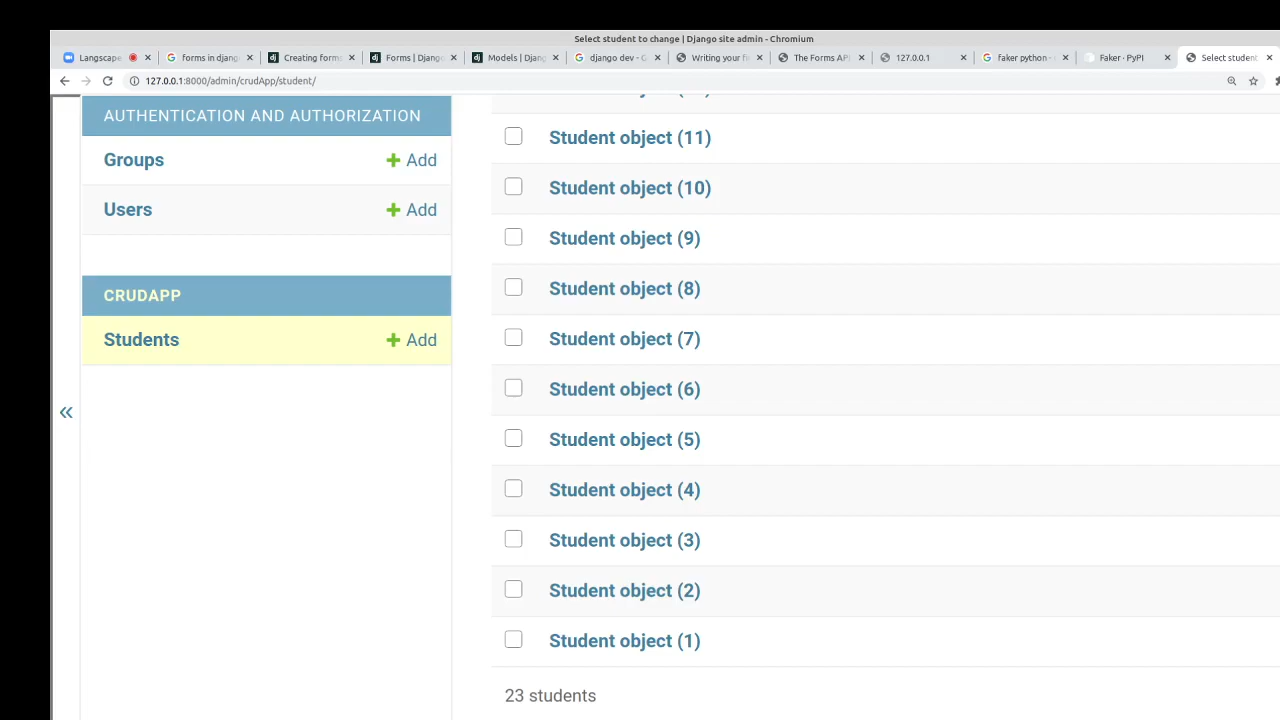 Select student to change | Django site admin - Chromium
Langscape
forms in djang
Creating forms
Forms | Django
Models | Djang
django dev - G
Writing your fi
The Forms API
127.0.0.1
faker python -
Faker · PyPI
Select student
127.0.0.1:8000/admin/crudApp/student/
AUTHENTICATION AND AUTHORIZATION
Groups
Add
Users
Add
CRUDAPP
Students
Add
Student object (11)
Student object (10)
Student object (9)
Student object (8)
Student object (7)
Student object (6)
Student object (5)
Student object (4)
Student object (3)
Student object (2)
Student object (1)
23 students